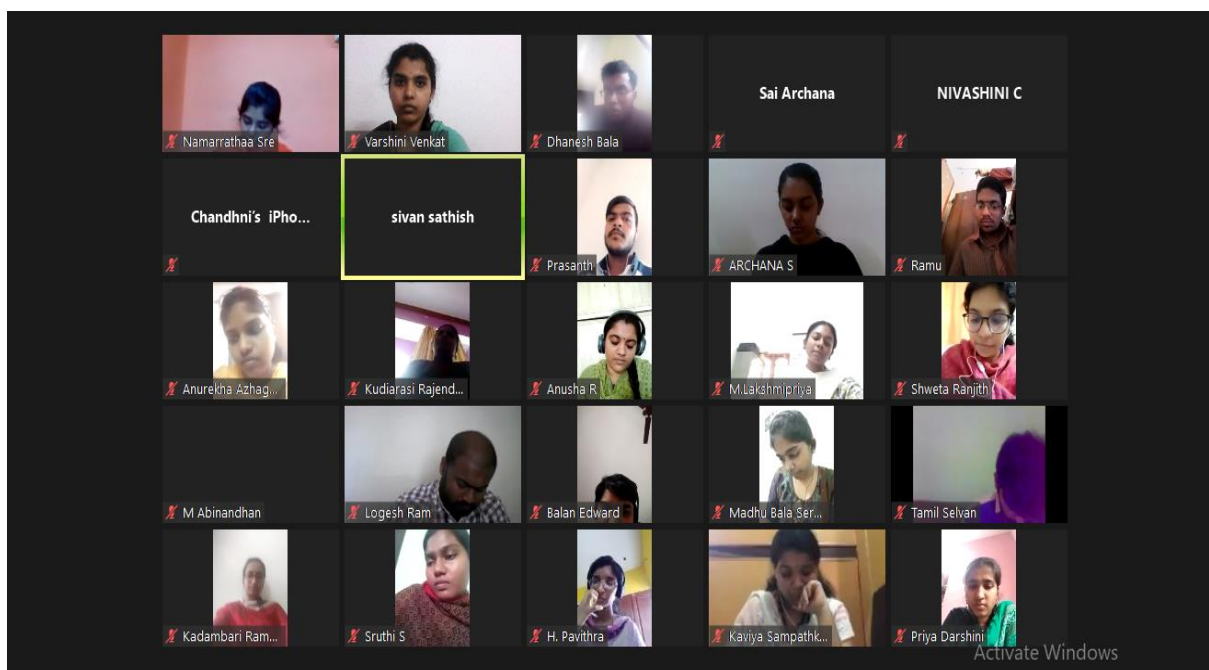 Namarrathaa Sre
Varshini Venkat
Dhanesh Bala
Sai Archana
NIVASHINI C
Chandhni's iPho...
sivan sathish
Prasanth
ARCHANA S
Ramu
Anurekha Azhag...
Kudiarasi Rajend...
Anusha R
M.Lakshmipriya
Shweta Ranjith
M Abinandhan
Logesh Ram
Balan Edward
Madhu Bala Ser...
Tamil Selvan
Kadambari Ram...
Sruthi S
H. Pavithra
Kaviya Sampathk...
Priya Darshini
Activate Windows